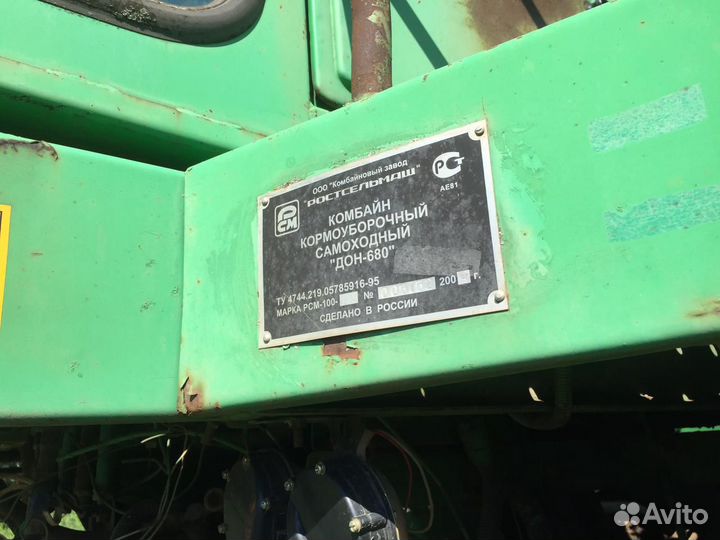 ООО "Комбайновый завод
"РОСТСЕЛЬМАШ"
РСМ
РСТ
АЕ81
КОМБАЙН
КОРМОУБОРОЧНЫЙ
САМОХОДНЫЙ
"ДОН-680"
ТУ 4744.219.05785916-95
МАРКА РСМ-100- № 200 г.
СДЕЛАНО В РОССИИ
Avito